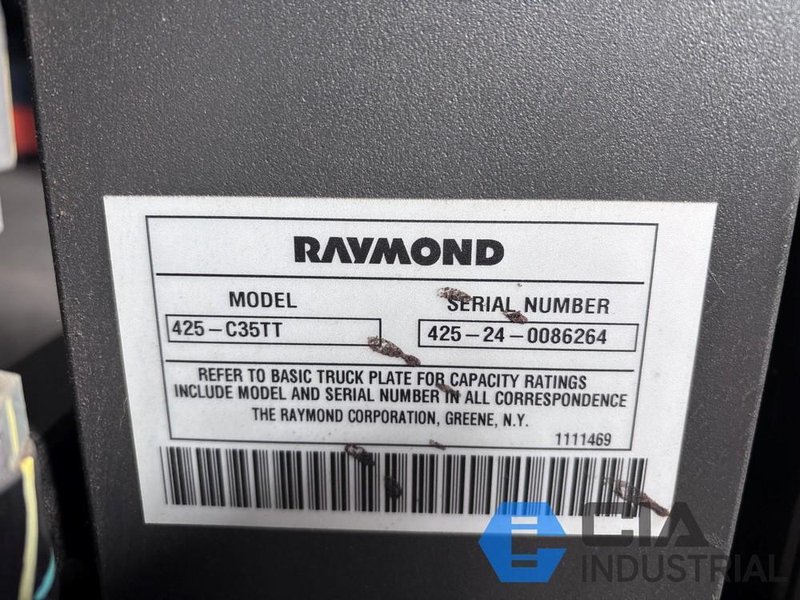 RAYMOND
MODEL
SERIAL NUMBER
425-C35TT
425-24-0086264
REFER TO BASIC TRUCK PLATE FOR CAPACITY RATINGS
INCLUDE MODEL AND SERIAL NUMBER IN ALL CORRESPONDENCE
THE RAYMOND CORPORATION, GREENE, N.Y.
1111469
CIA
INDUSTRIAL